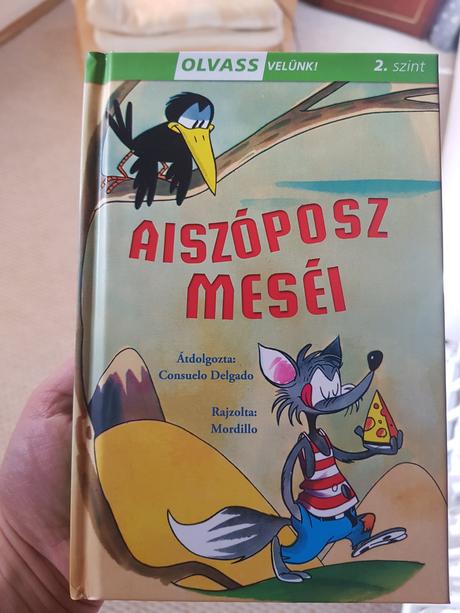 OLVASS VELÜNK! 2. szint
AISZÓPOSZ
MESÉI
Átdolgozta:
Consuelo Delgado
Rajzolta:
Mordillo